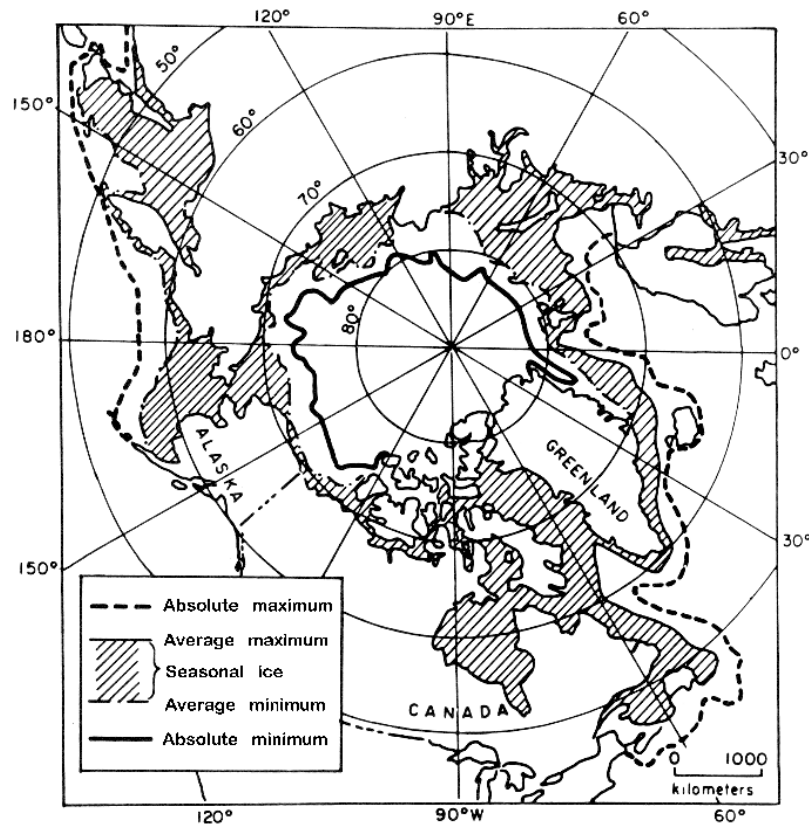 120°
90°E
60°
50°
150°
60°
30°
70°
80°
180°
0°
ALASKA
GREENLAND
30°
150°
Absolute maximum
Average maximum
Seasonal ice
Average minimum
Absolute minimum
CANADA
0 1000
kilometers
120°
90°W
60°